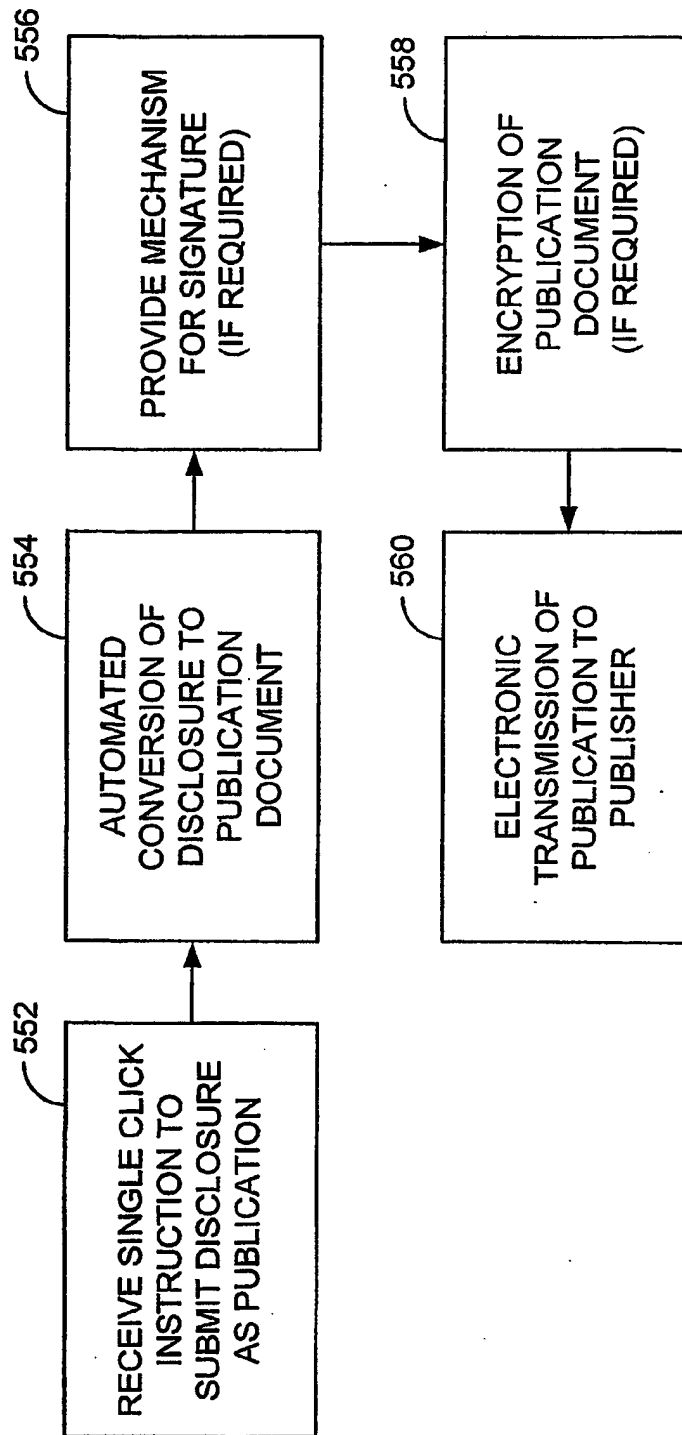 552
RECEIVE SINGLE CLICK
INSTRUCTION TO
SUBMIT DISCLOSURE
AS PUBLICATION
554
AUTOMATED
CONVERSION OF
DISCLOSURE TO
PUBLICATION
DOCUMENT
556
PROVIDE MECHANISM
FOR SIGNATURE
(IF REQUIRED)
558
ENCRYPTION OF
PUBLICATION
DOCUMENT
(IF REQUIRED)
560
ELECTRONIC
TRANSMISSION OF
PUBLICATION TO
PUBLISHER